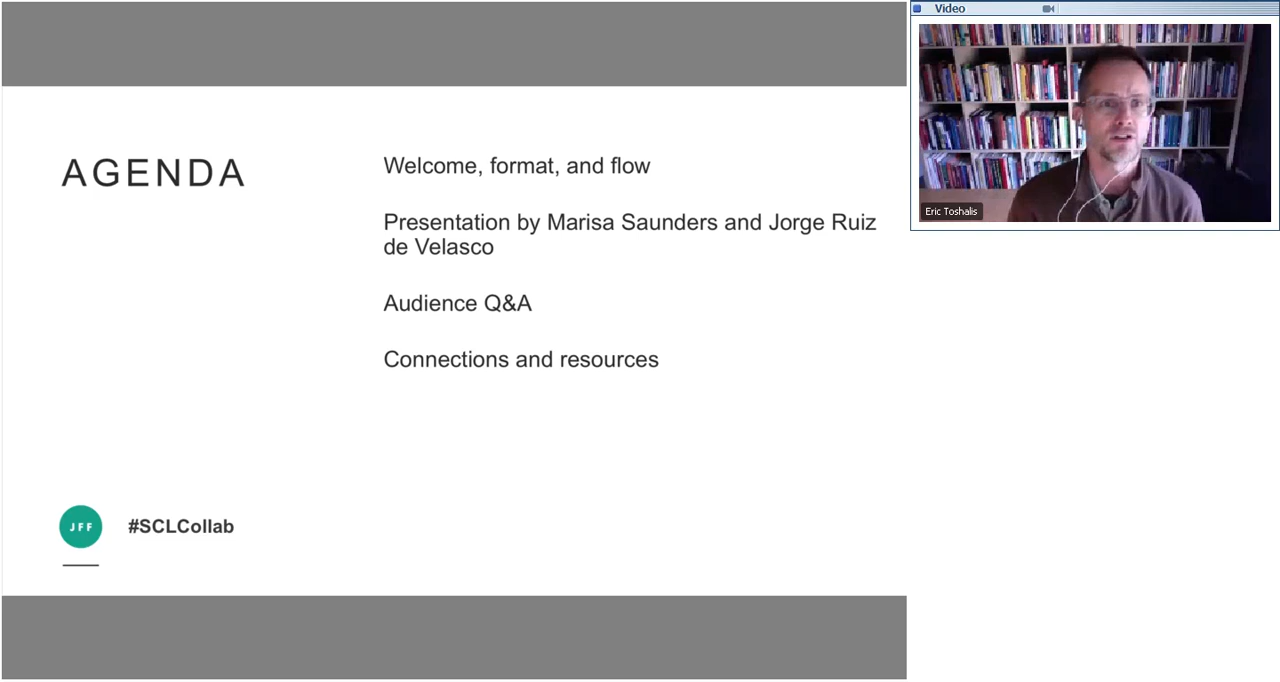 Video
AGENDA
Welcome, format, and flow
Presentation by Marisa Saunders and Jorge Ruiz
de Velasco
Audience Q&A
Connections and resources
Eric Toshalis
JFF
#SCLCollab